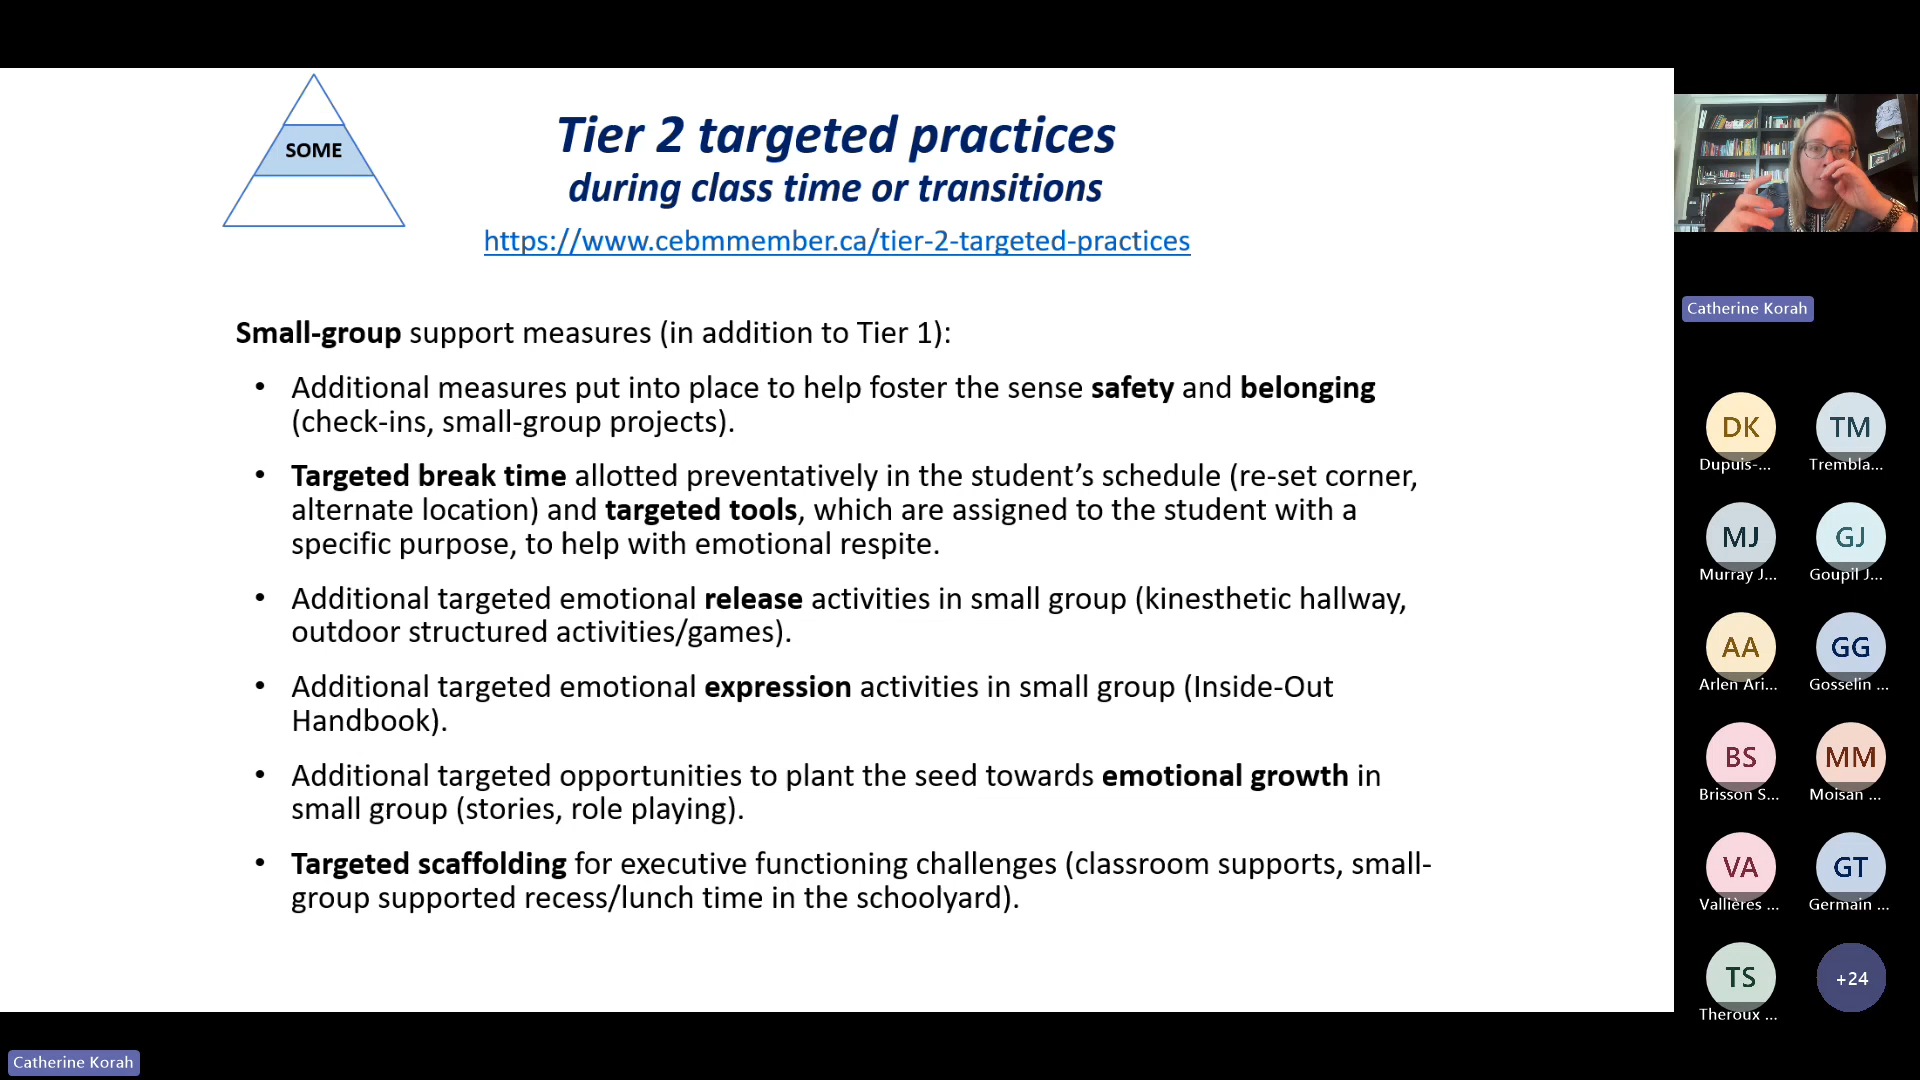 SOME
Tier 2 targeted practices
during class time or transitions
https://www.cebmmember.ca/tier-2-targeted-practices
Small-group support measures (in addition to Tier 1):
• Additional measures put into place to help foster the sense safety and belonging
(check-ins, small-group projects).
• Targeted break time allotted preventatively in the student’s schedule (re-set corner,
alternate location) and targeted tools, which are assigned to the student with a
specific purpose, to help with emotional respite.
• Additional targeted emotional release activities in small group (kinesthetic hallway,
outdoor structured activities/games).
• Additional targeted emotional expression activities in small group (Inside-Out
Handbook).
• Additional targeted opportunities to plant the seed towards emotional growth in
small group (stories, role playing).
• Targeted scaffolding for executive functioning challenges (classroom supports, small-
group supported recess/lunch time in the schoolyard).
Catherine Korah
DK TM
Dupuis-... Trembla...
MJ GJ
Murray J... Goupil J...
AA GG
Arlen Ari... Gosselin ...
BS MM
Brisson S... Moisan ...
VA GT
Vallières ... Germain ...
TS +24
Theroux ...
Catherine Korah